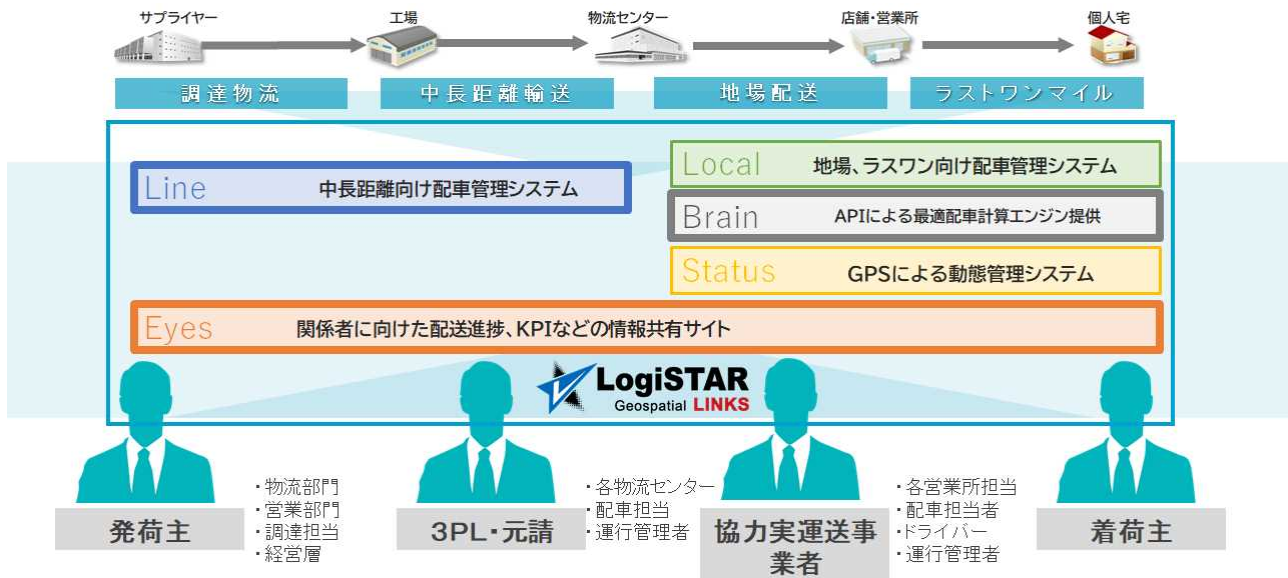 サプライヤー
工場
物流センター
店舗・営業所
個人宅
調達物流
中長距離輸送
地場配送
ラストワンマイル
Line 中長距離向け配車管理システム
Local 地場、ラスワン向け配車管理システム
Brain APIによる最適配車計算エンジン提供
Status GPSによる動態管理システム
Eyes 関係者に向けた配送進捗、KPIなどの情報共有サイト
LogiSTAR
Geospatial LINKS
発荷主
・物流部門
・営業部門
・調達担当
・経営層
3PL・元請
・各物流センター
・配車担当
・運行管理者
協力実運送事
業者
・各営業所担当
・配車担当者
・ドライバー
・運行管理者
着荷主